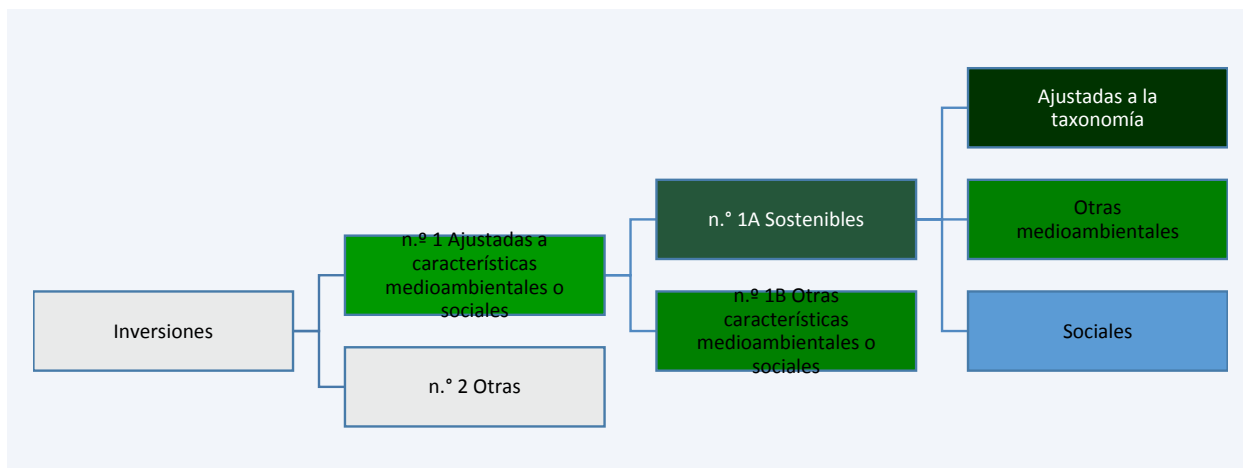 Inversiones
n.º 1 Ajustadas a
características
medioambientales o
sociales
n.° 2 Otras
n.° 1A Sostenibles
n.º 1B Otras
características
medioambientales o
sociales
Ajustadas a la
taxonomía
Otras
medioambientales
Sociales